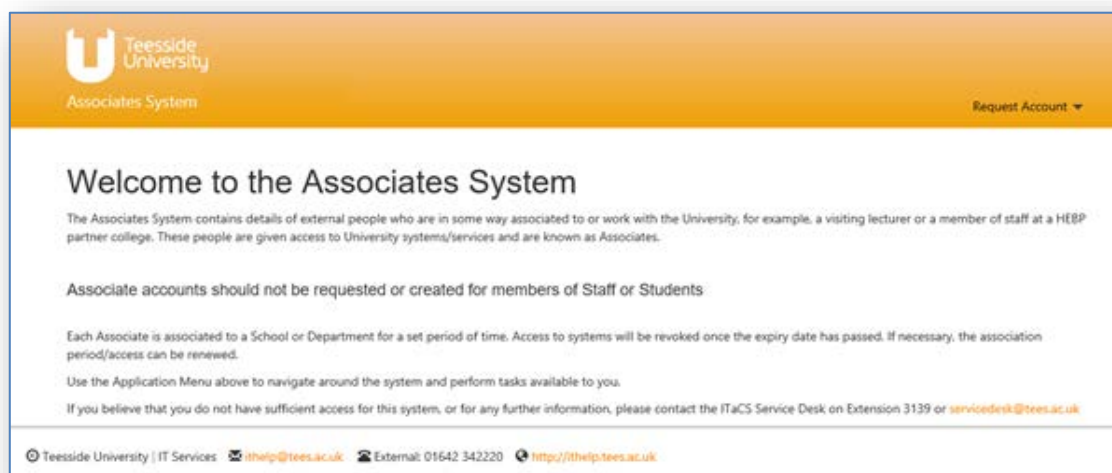 Teesside
University
Associates System
Request Account
Welcome to the Associates System
The Associates System contains details of external people who are in some way associated to or work with the University, for example, a visiting lecturer or a member of staff at a HEBP
partner college. These people are given access to University systems/services and are known as Associates.
Associate accounts should not be requested or created for members of Staff or Students
Each Associate is associated to a School or Department for a set period of time. Access to systems will be revoked once the expiry date has passed. If necessary, the association
period/access can be renewed.
Use the Application Menu above to navigate around the system and perform tasks available to you.
If you believe that you do not have sufficient access for this system, or for any further information, please contact the ITaCS Service Desk on Extension 3139 or servicedesk@tees.ac.uk
Teesside University | IT Services ithelp@tees.ac.uk External: 01642 342220 http://ithelp.tees.ac.uk